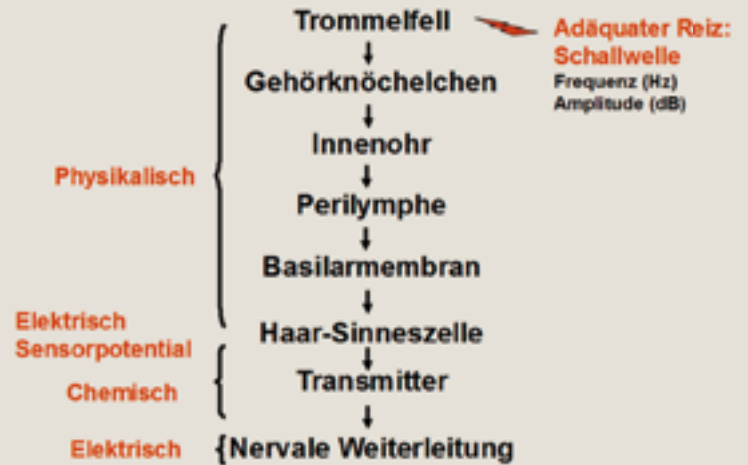 Trommelfell
Adäquater Reiz:
Schallwelle
Frequenz (Hz)
Amplitude (dB)
Gehörknöchelchen
Innenohr
Physikalisch
Perilymphe
Basilarmembran
Elektrisch
Sensorpotential
Haar-Sinneszelle
Chemisch
Transmitter
Elektrisch
Nervale Weiterleitung